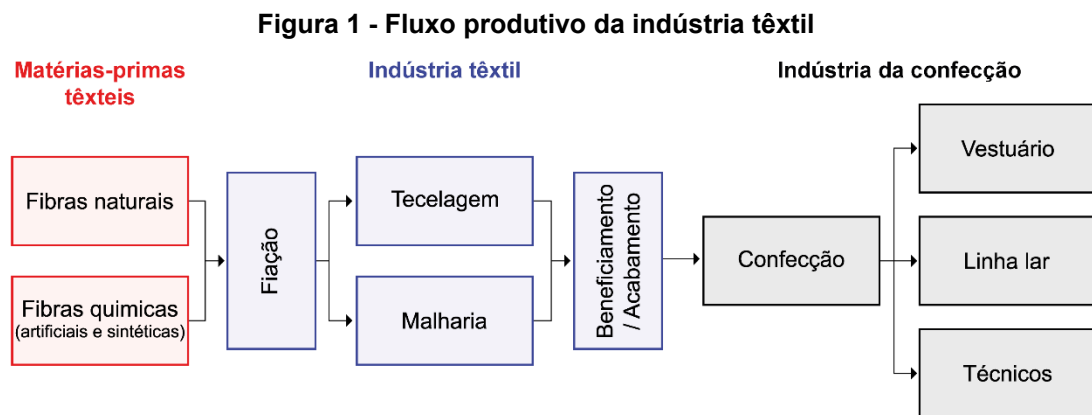 Figura 1 - Fluxo produtivo da indústria têxtil
Matérias-primas
têxteis
Indústria têxtil
Indústria da confecção
Fibras naturais
Fibras quimicas
(artificiais e sintéticas)
Fiação
Tecelagem
Malharia
Beneficiamento
/ Acabamento
Confecção
Vestuário
Linha lar
Técnicos